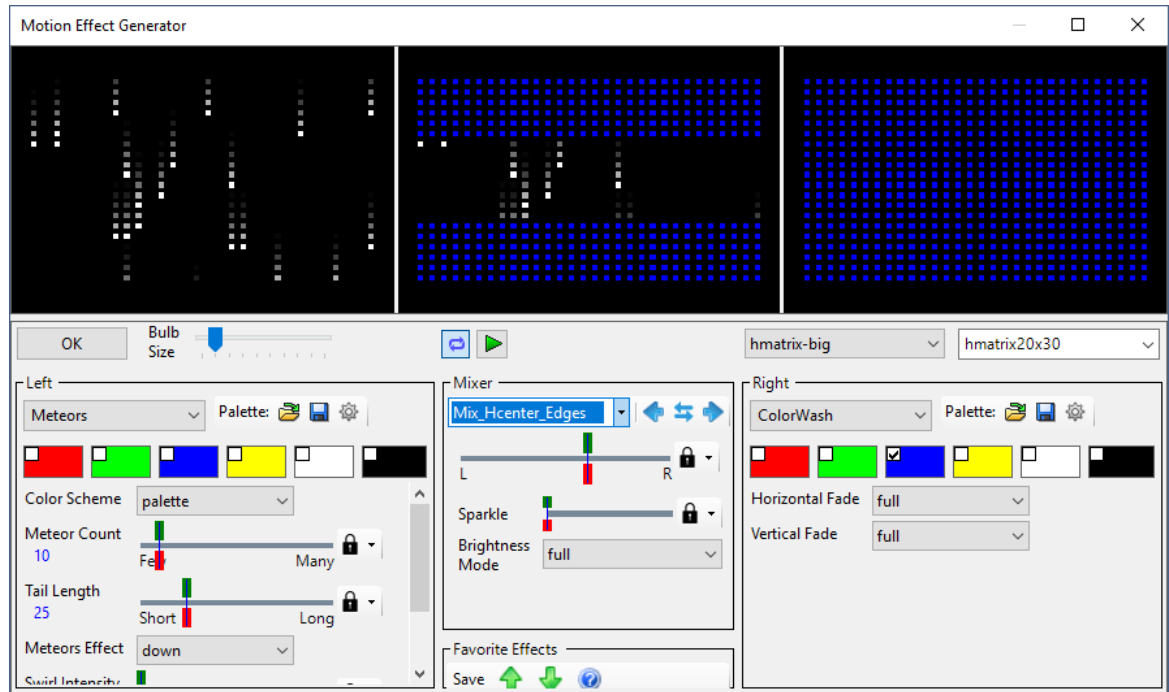 Motion Effect Generator
OK
Bulb
Size
hmatrix-big
hmatrix20x30
Left
Meteors
Palette:
Color Scheme
palette
Meteor Count
10
Few
Many
Tail Length
25
Short
Long
Meteors Effect
down
Swirl Intensity
Mixer
Mix_Hcenter_Edges
L
R
Sparkle
Brightness
Mode
full
Favorite Effects
Save
Right
ColorWash
Palette:
Horizontal Fade
full
Vertical Fade
full